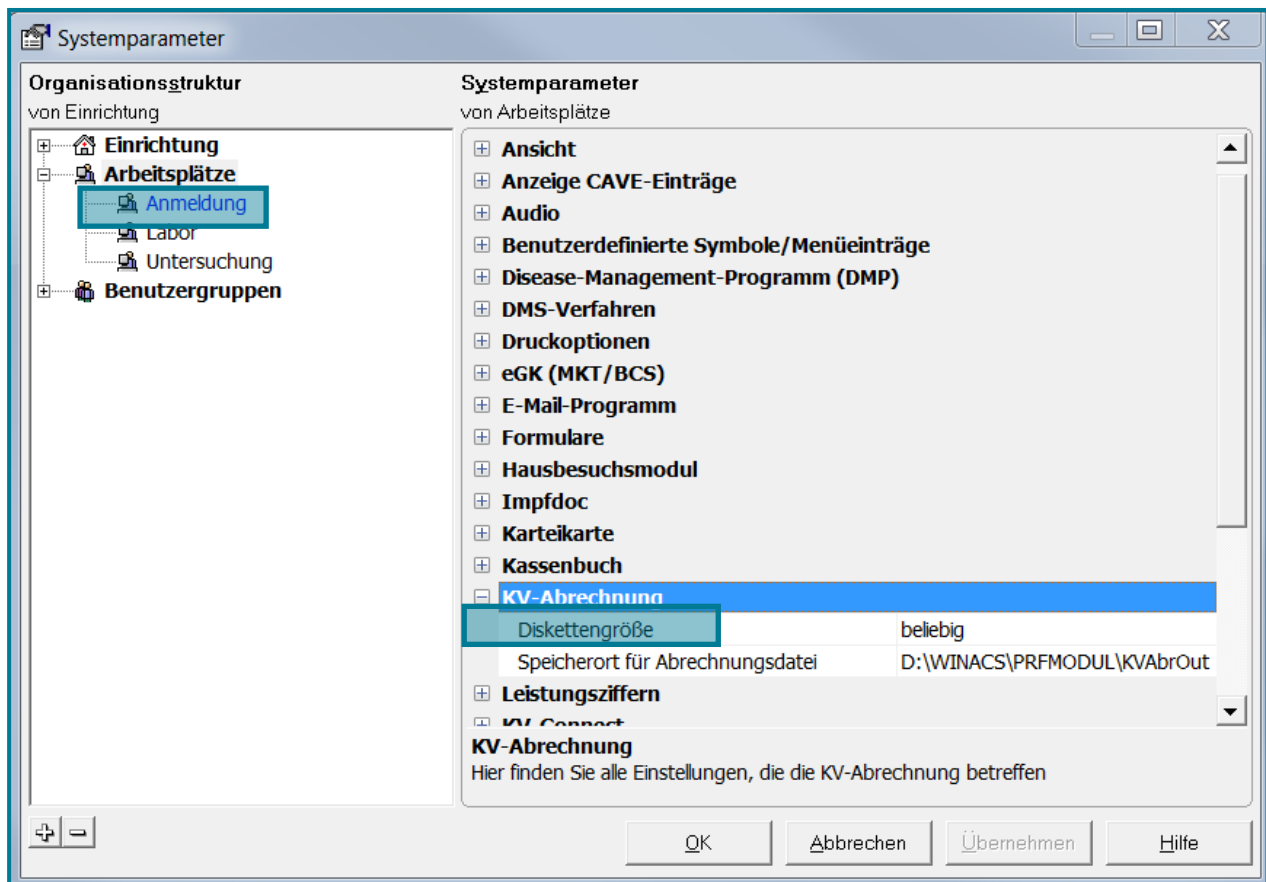 Systemparameter
Organisationsstruktur
von Einrichtung
Einrichtung
Arbeitsplätze
Anmeldung
Labor
Untersuchung
Benutzergruppen
Systemparameter
von Arbeitsplätze
Ansicht
Anzeige CAVE-Einträge
Audio
Benutzerdefinierte Symbole/Menüeinträge
Disease-Management-Programm (DMP)
DMS-Verfahren
Druckoptionen
eGK (MKT/BCS)
E-Mail-Programm
Formulare
Hausbesuchsmodul
Impfdoc
Karteikarte
Kassenbuch
KV-Abrechnung
Diskettengröße beliebig
Speicherort für Abrechnungsdatei D:\WINACS\PRFMODUL\KVAbrOut
Leistungsziffern
KV-Connect
KV-Abrechnung
Hier finden Sie alle Einstellungen, die die KV-Abrechnung betreffen
OK Abbrechen Übernehmen Hilfe